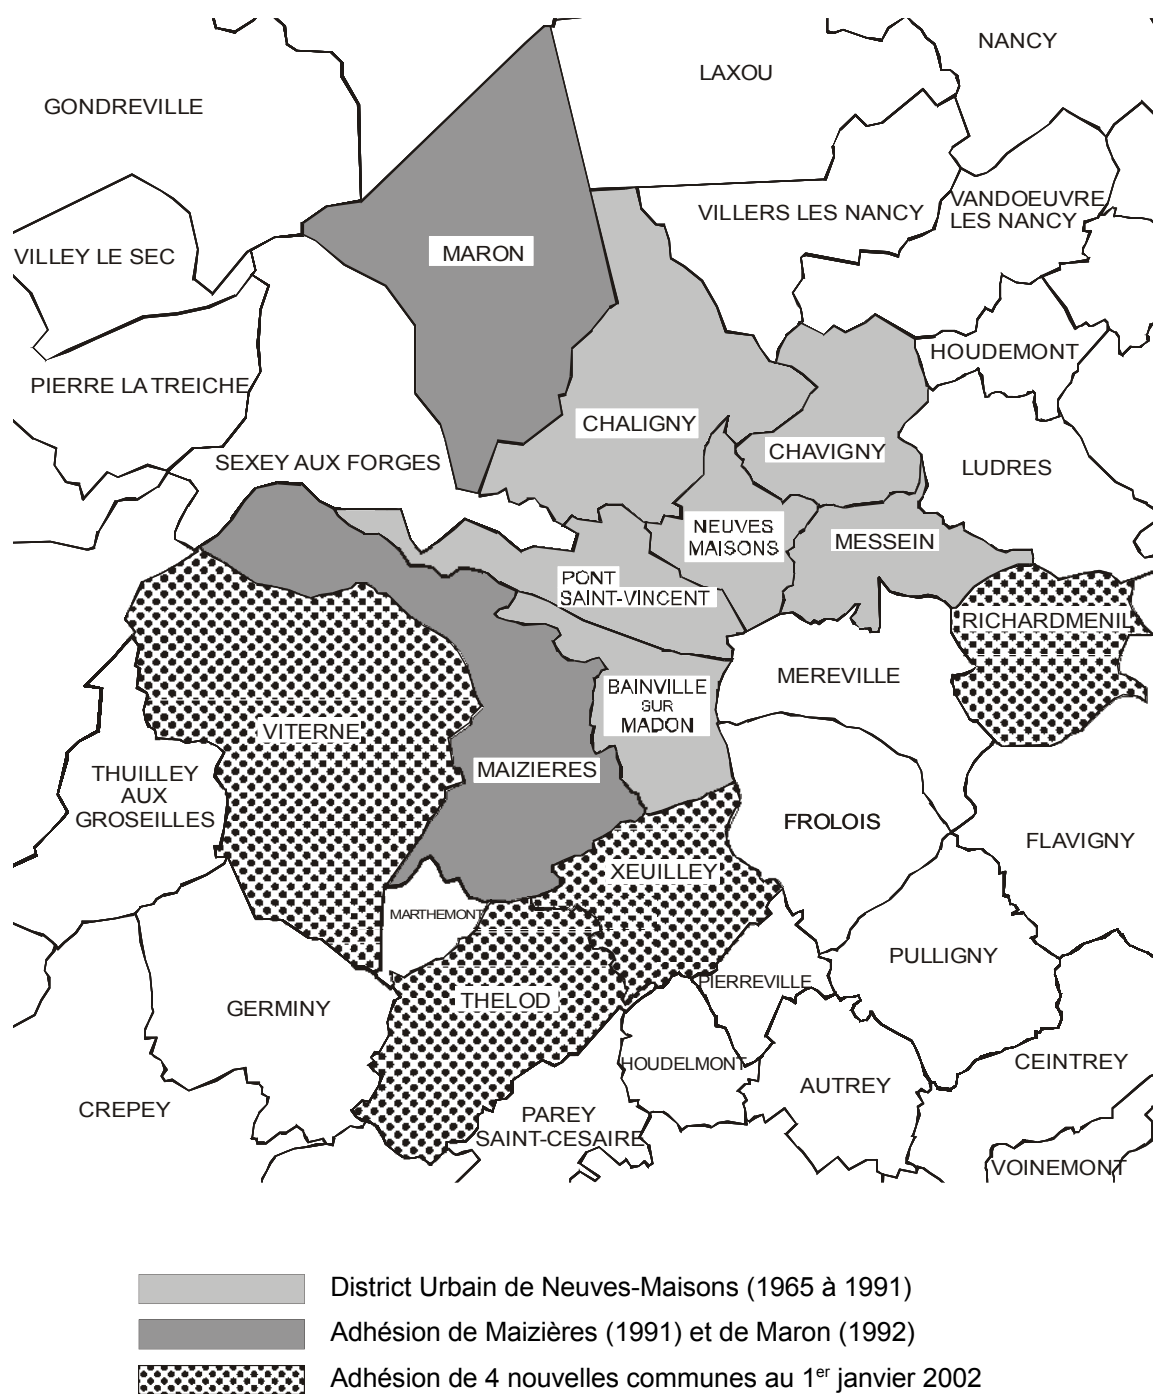 NANCY
LAXOU
GONDREVILLE
VILLERS LES NANCY
VANDOEUVRE
LES NANCY
MARON
VILLEY LE SEC
HOUDEMONT
PIERRE LA TREICHE
CHALIGNY
CHAVIGNY
SEXEY AUX FORGES
LUDRES
NEUVES
MAISONS
MESSEIN
PONT
SAINT-VINCENT
RICHARDMENIL
MEREVILLE
BAINVILLE
SUR
MADON
VITERNE
MAIZIERES
THUILLEY
AUX
GROSEILLES
FROLOIS
FLAVIGNY
XEUILLEY
MARTHEMONT
PULLIGNY
PIERREVILLE
THELOD
GERMINY
HOUDELMONT
CEINTREY
AUTREY
CREPEY
PAREY
SAINT-CESAIRE
VOINEMONT
District Urbain de Neuves-Maisons (1965 à 1991)
Adhésion de Maizières (1991) et de Maron (1992)
Adhésion de 4 nouvelles communes au 1er janvier 2002